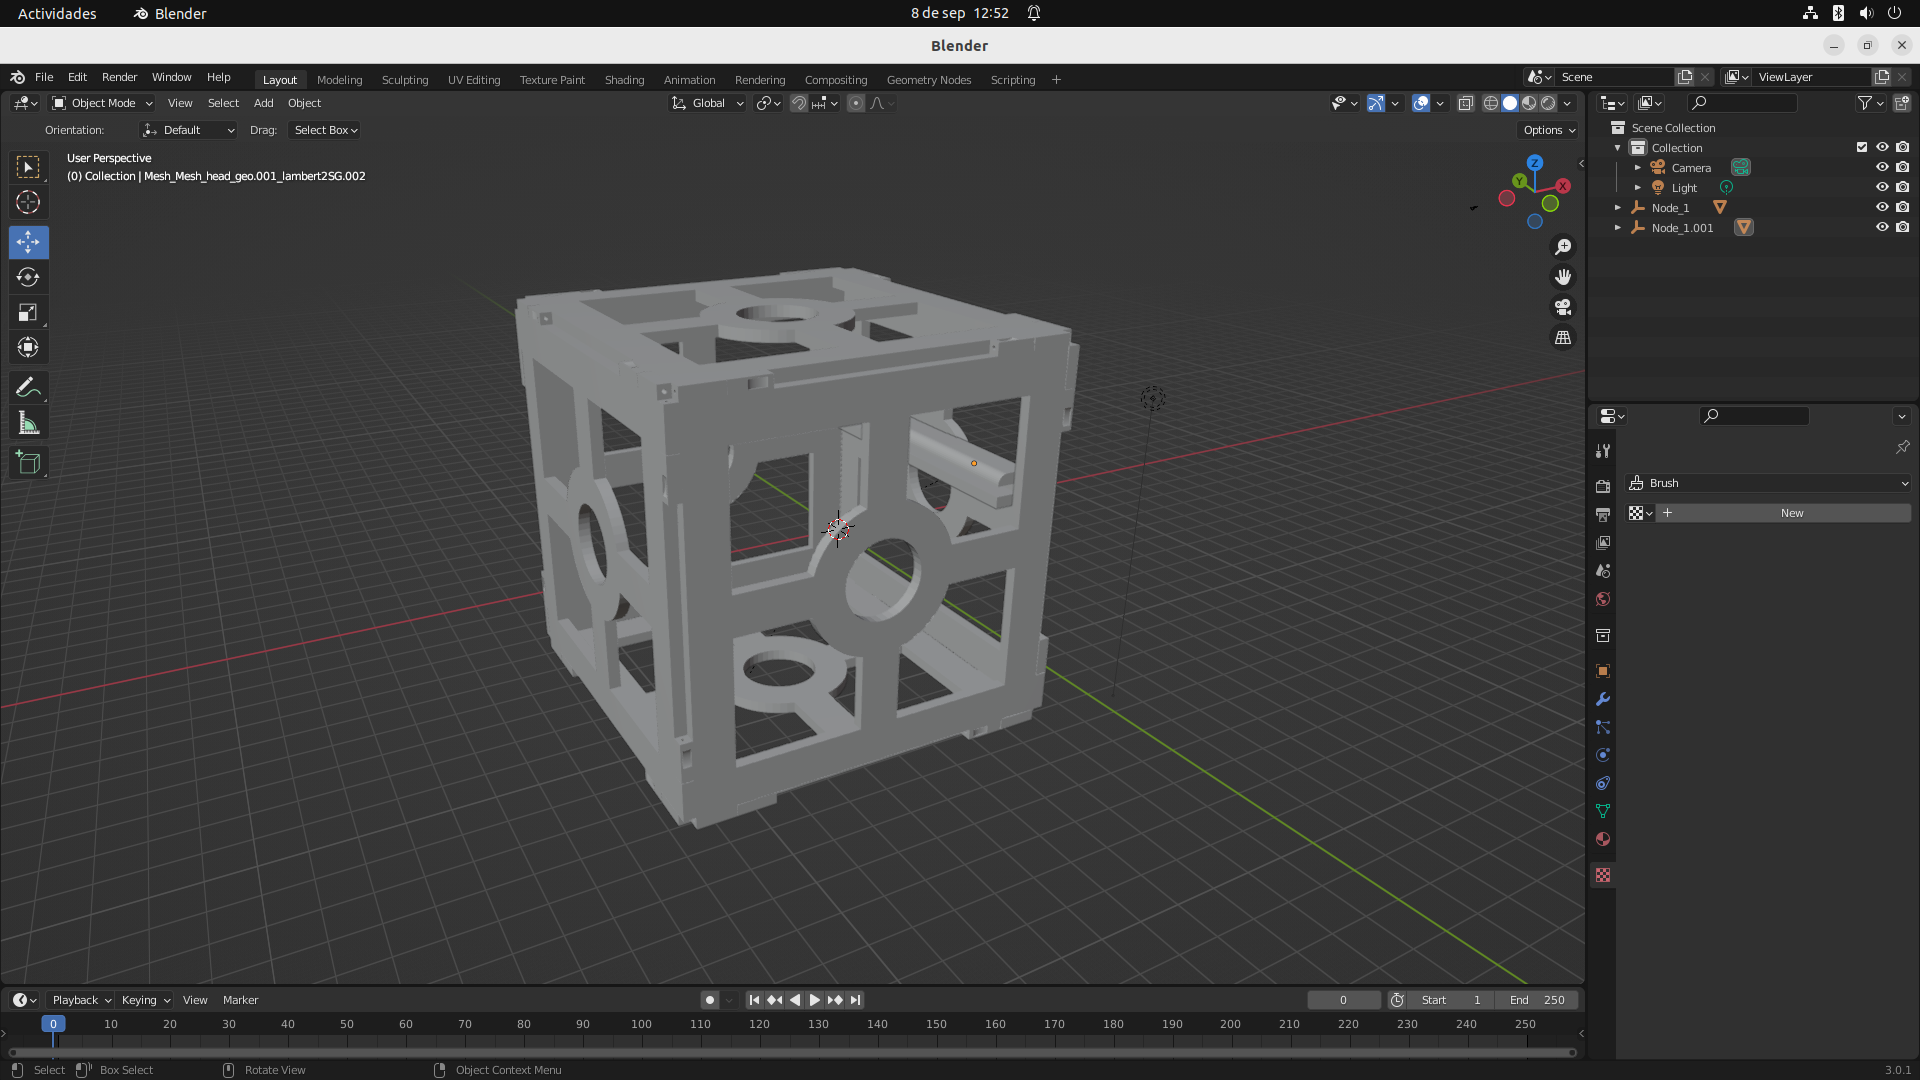 Actividades Blender 8 de sep 12:52
Blender
File Edit Render Window Help Layout Modeling Sculpting UV Editing Texture Paint Shading Animation Rendering Compositing Geometry Nodes Scripting + Scene ViewLayer
Object Mode View Select Add Object Global
Orientation: Default Drag: Select Box Options
User Perspective
(0) Collection | Mesh_Mesh_head_geo.001_lambert2SG.002
Z
Y
X
Scene Collection
Collection
Camera
Light
Node_1
Node_1.001
Brush
+ New
Playback Keying View Marker 0 Start 1 End 250
0 10 20 30 40 50 60 70 80 90 100 110 120 130 140 150 160 170 180 190 200 210 220 230 240 250
Select Box Select Rotate View Object Context Menu 3.0.1